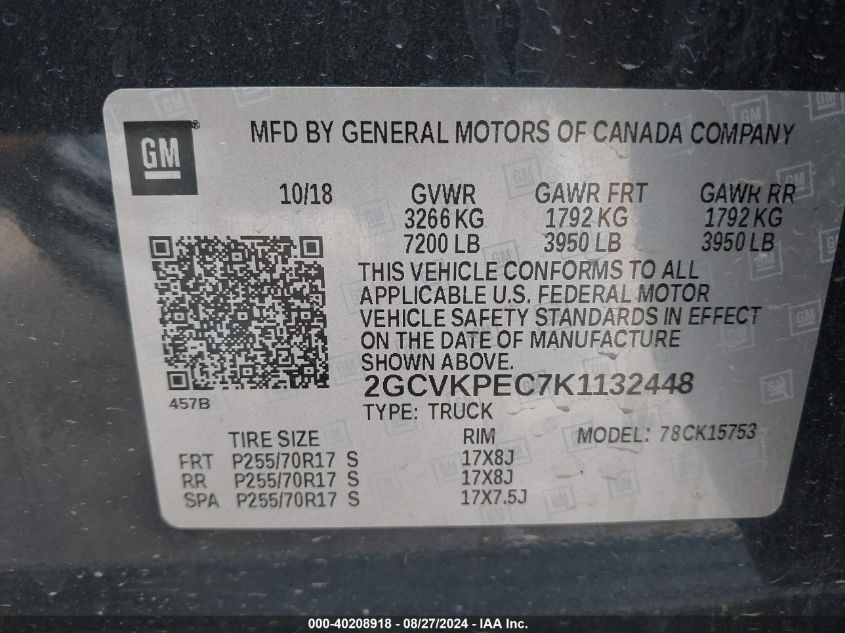 GM
MFD BY GENERAL MOTORS OF CANADA COMPANY
10/18 GVWR GAWR FRT GAWR RR
3266 KG 1792 KG 1792 KG
7200 LB 3950 LB 3950 LB
THIS VEHICLE CONFORMS TO ALL
APPLICABLE U.S. FEDERAL MOTOR
VEHICLE SAFETY STANDARDS IN EFFECT
ON THE DATE OF MANUFACTURE
SHOWN ABOVE.
2GCVKPEC7K1132448
457B
TYPE: TRUCK
TIRE SIZE RIM MODEL: 78CK15753
FRT P255/70R17 S 17X8J
RR P255/70R17 S 17X8J
SPA P255/70R17 S 17X7.5J
000-40208918 - 08/27/2024 - IAA Inc.